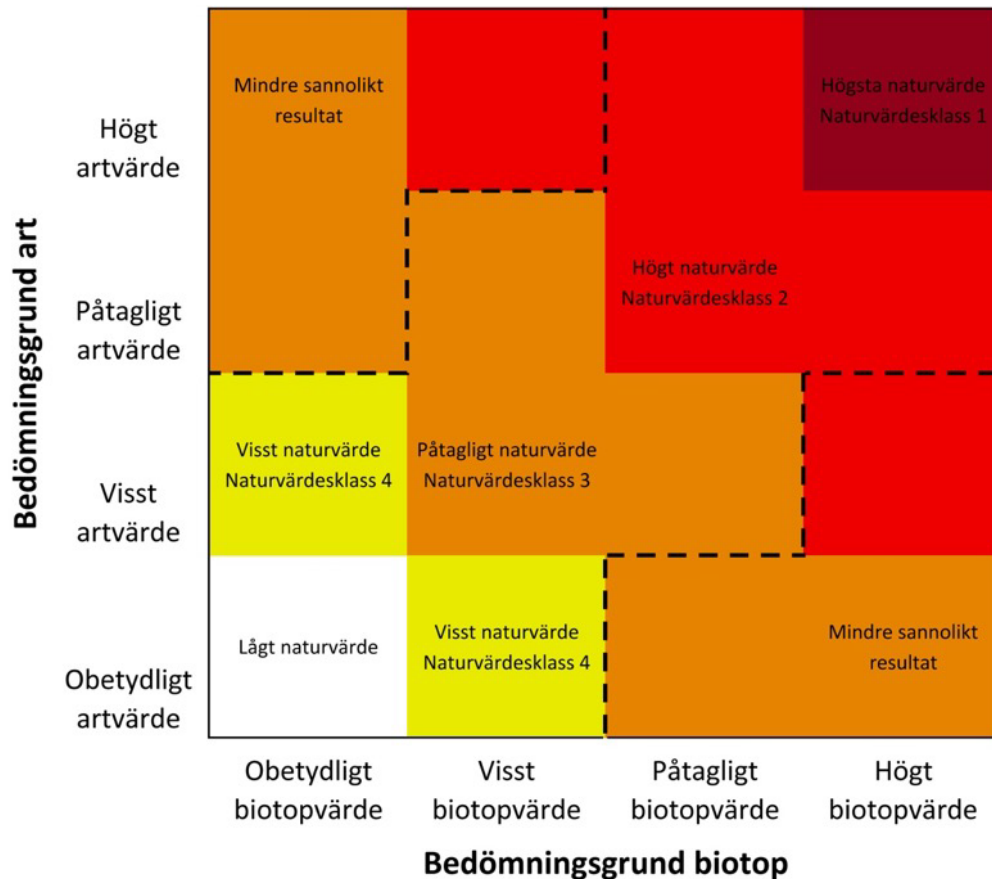 Bedömningsgrund art
Högt
artvärde
Påtagligt
artvärde
Visst
artvärde
Obetydligt
artvärde
Mindre sannolikt
resultat
Högsta naturvärde
Naturvärdesklass 1
Högt naturvärde
Naturvärdesklass 2
Visst naturvärde
Naturvärdesklass 4
Påtagligt naturvärde
Naturvärdesklass 3
Lågt naturvärde
Visst naturvärde
Naturvärdesklass 4
Mindre sannolikt
resultat
Obetydligt
biotopvärde
Visst
biotopvärde
Påtagligt
biotopvärde
Högt
biotopvärde
Bedömningsgrund biotop